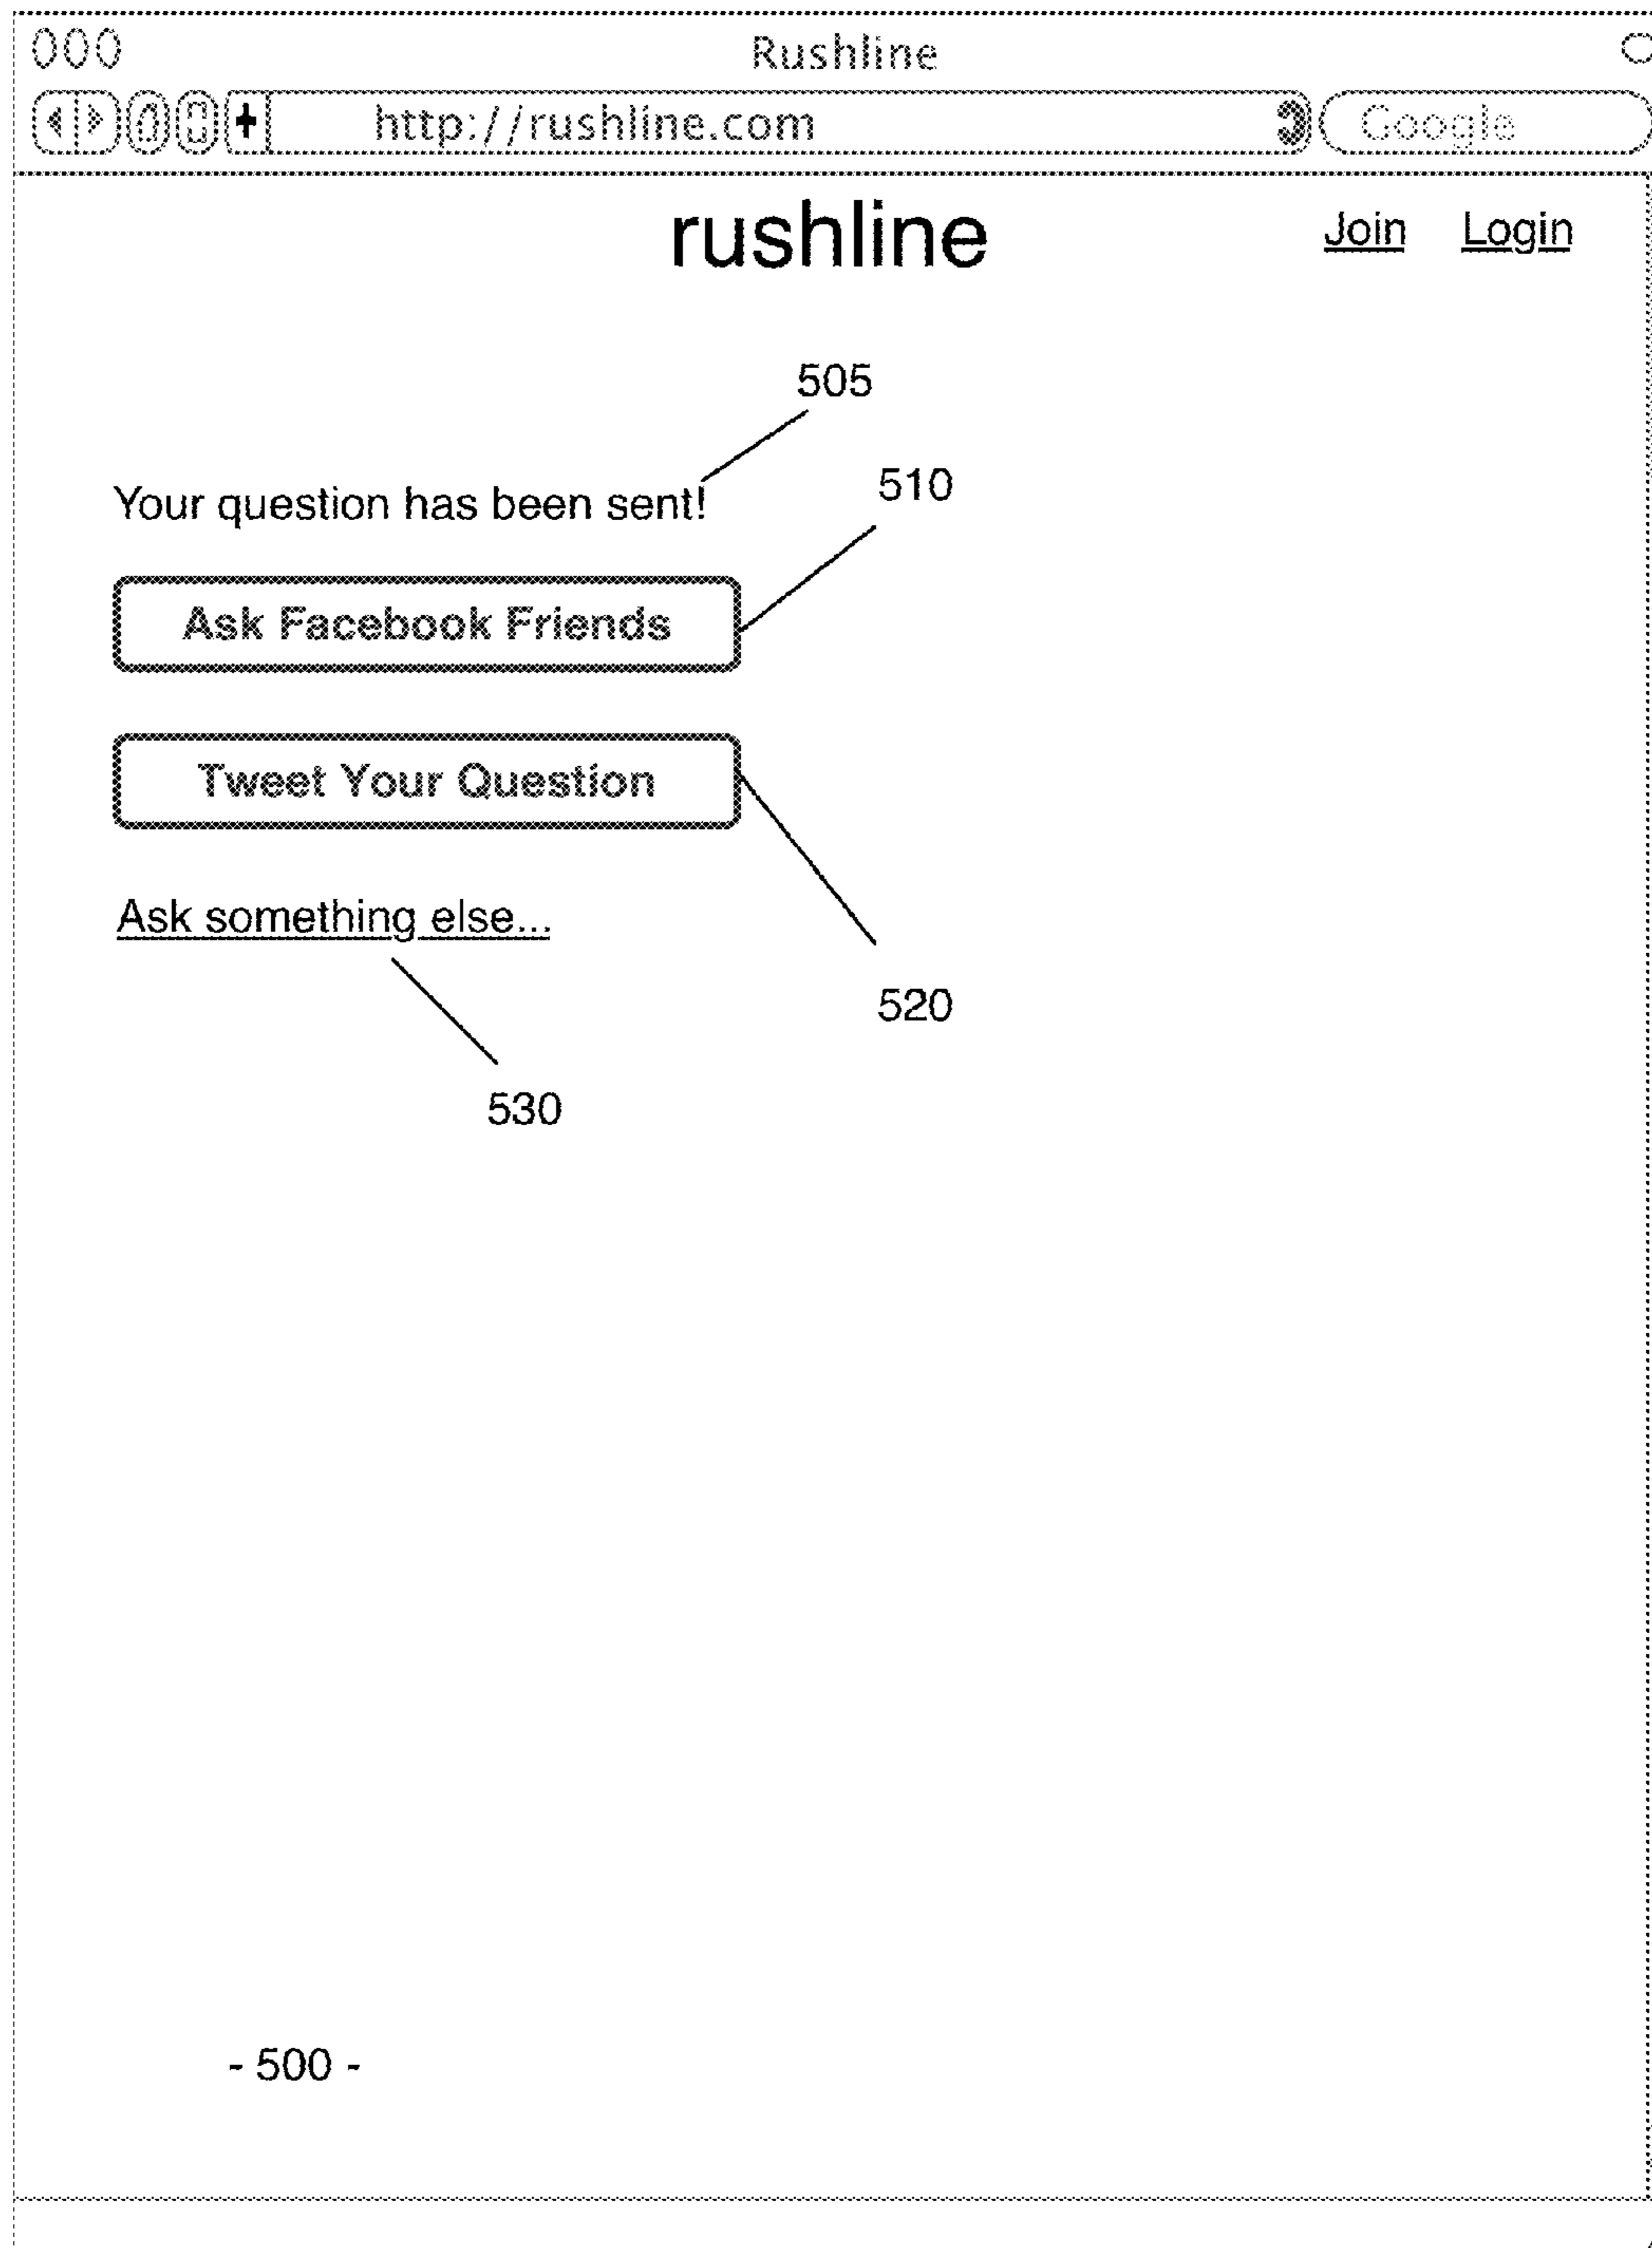 Rushline
http://rushline.com
Google
rushline
Join Login
505
Your question has been sent!
510
Ask Facebook Friends
Tweet Your Question
Ask something else...
520
530
- 500 -